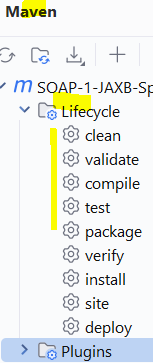 Maven
m SOAP-1-JAXB-Sp
Lifecycle
clean
validate
compile
test
package
verify
install
site
deploy
Plugins